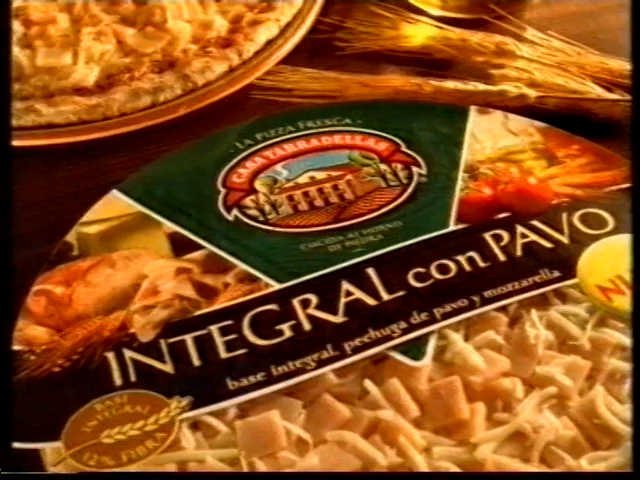 - LA PIZZA FRESCA -
CASA TARRADELLAS
COCIDA AL HORNO
DE PIEDRA
INTEGRAL con PAVO
base integral, pechuga de pavo y mozzarella
BASE
INTEGRAL
12% FIBRA